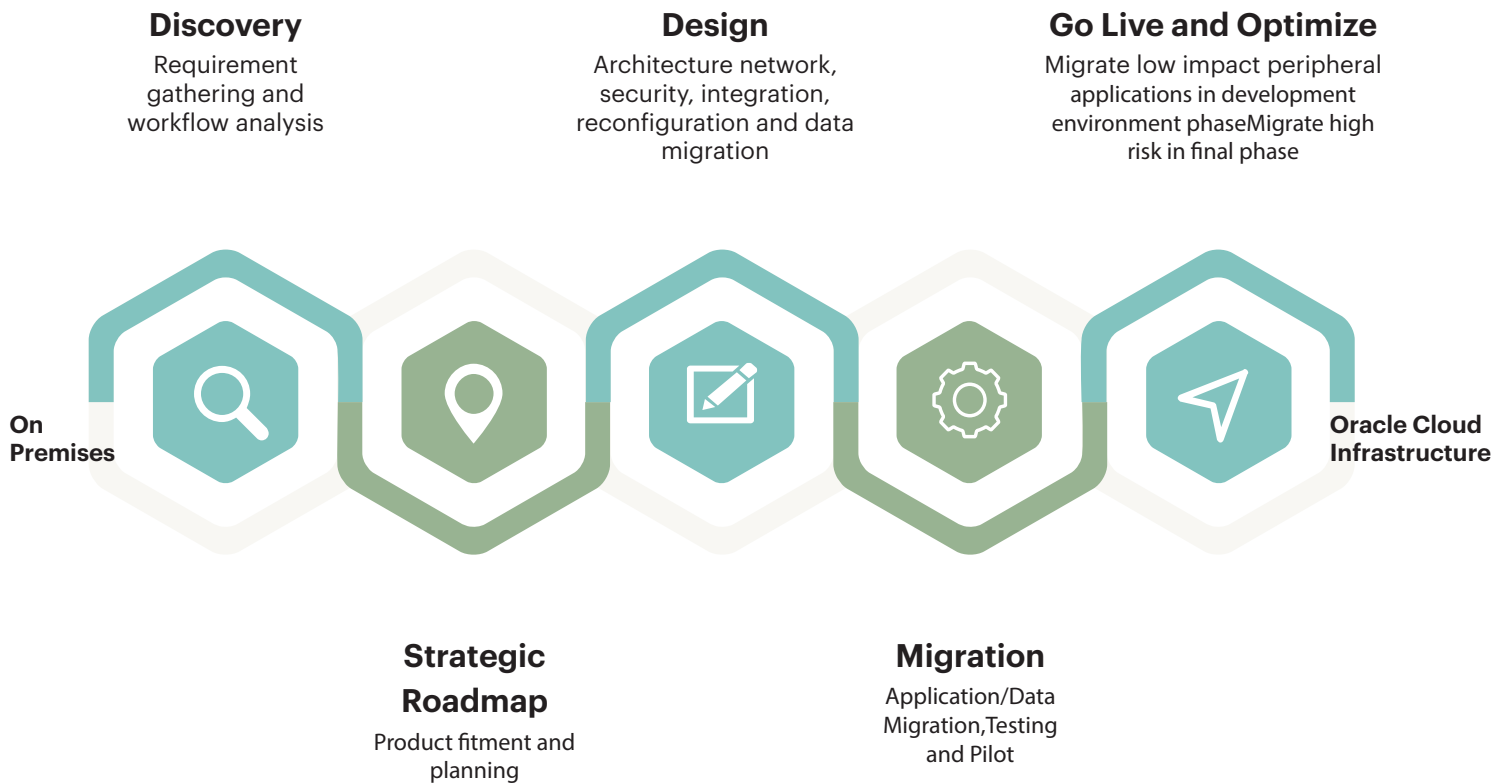 Discovery
Requirement
gathering and
workflow analysis
Design
Architecture network,
security, integration,
reconfiguration and data
migration
Go Live and Optimize
Migrate low impact peripheral
applications in development
environment phaseMigrate high
risk in final phase
On
Premises
Oracle Cloud
Infrastructure
Strategic
Roadmap
Product fitment and
planning
Migration
Application/Data
Migration,Testing
and Pilot